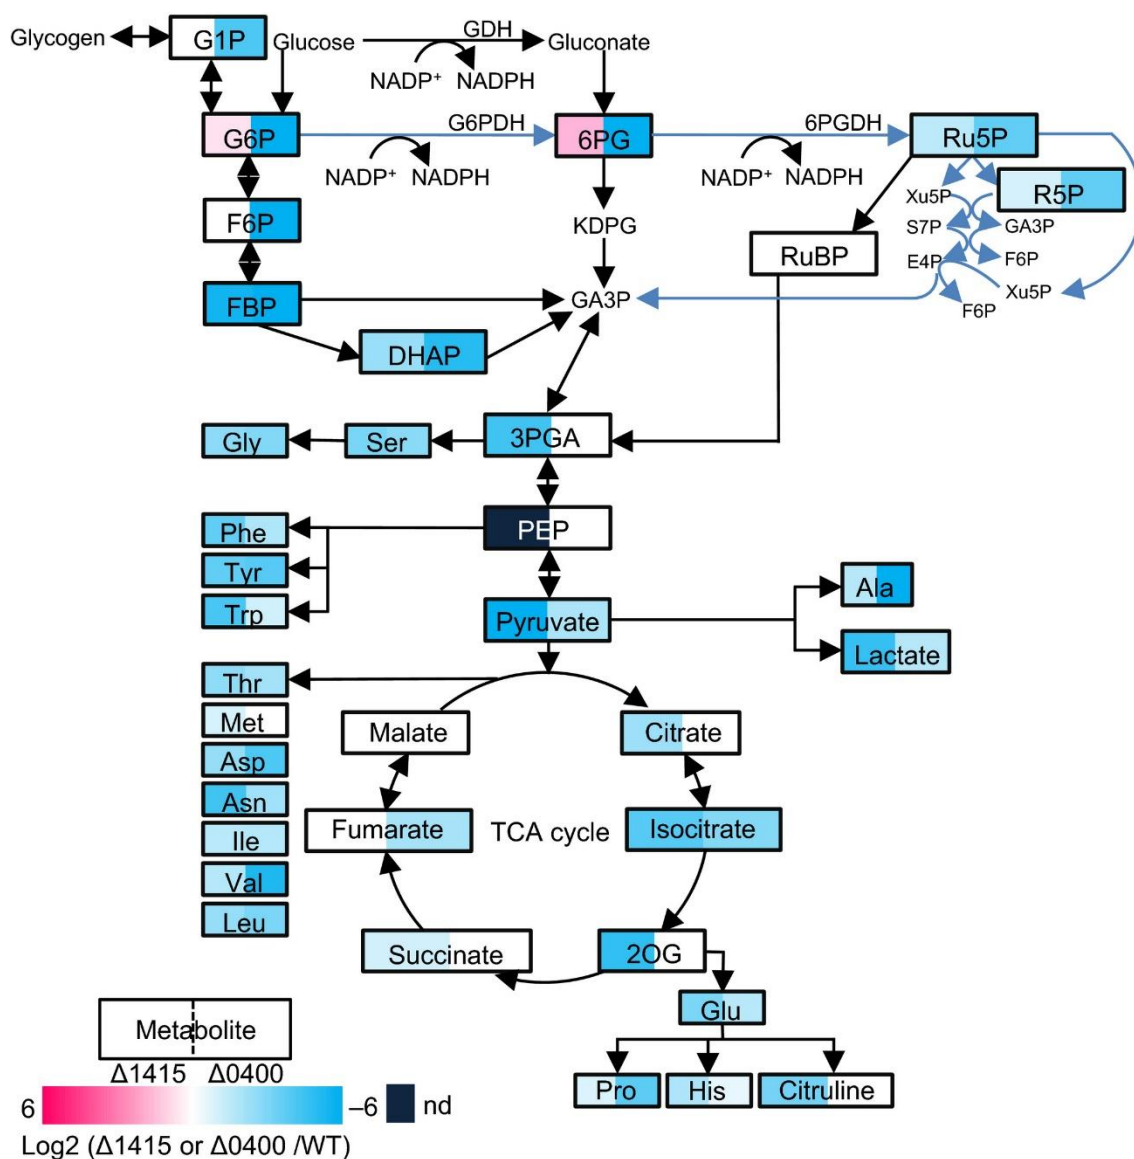 Glycogen
G1P
Glucose
GDH
Gluconate
NADP+
NADPH
G6P
G6PDH
6PG
6PGDH
Ru5P
NADP+
NADPH
NADP+
NADPH
Xu5P
R5P
F6P
KDPG
S7P
GA3P
RuBP
E4P
F6P
FBP
GA3P
Xu5P
F6P
DHAP
Gly
Ser
3PGA
Phe
PEP
Tyr
Ala
Trp
Pyruvate
Lactate
Thr
Met
Malate
Citrate
Asp
Asn
Fumarate
TCA cycle
Isocitrate
Ile
Val
Leu
Succinate
2OG
Glu
Metabolite
Δ1415 Δ0400
Pro
His
Citruline
6
–6
nd
Log2 (Δ1415 or Δ0400 /WT)